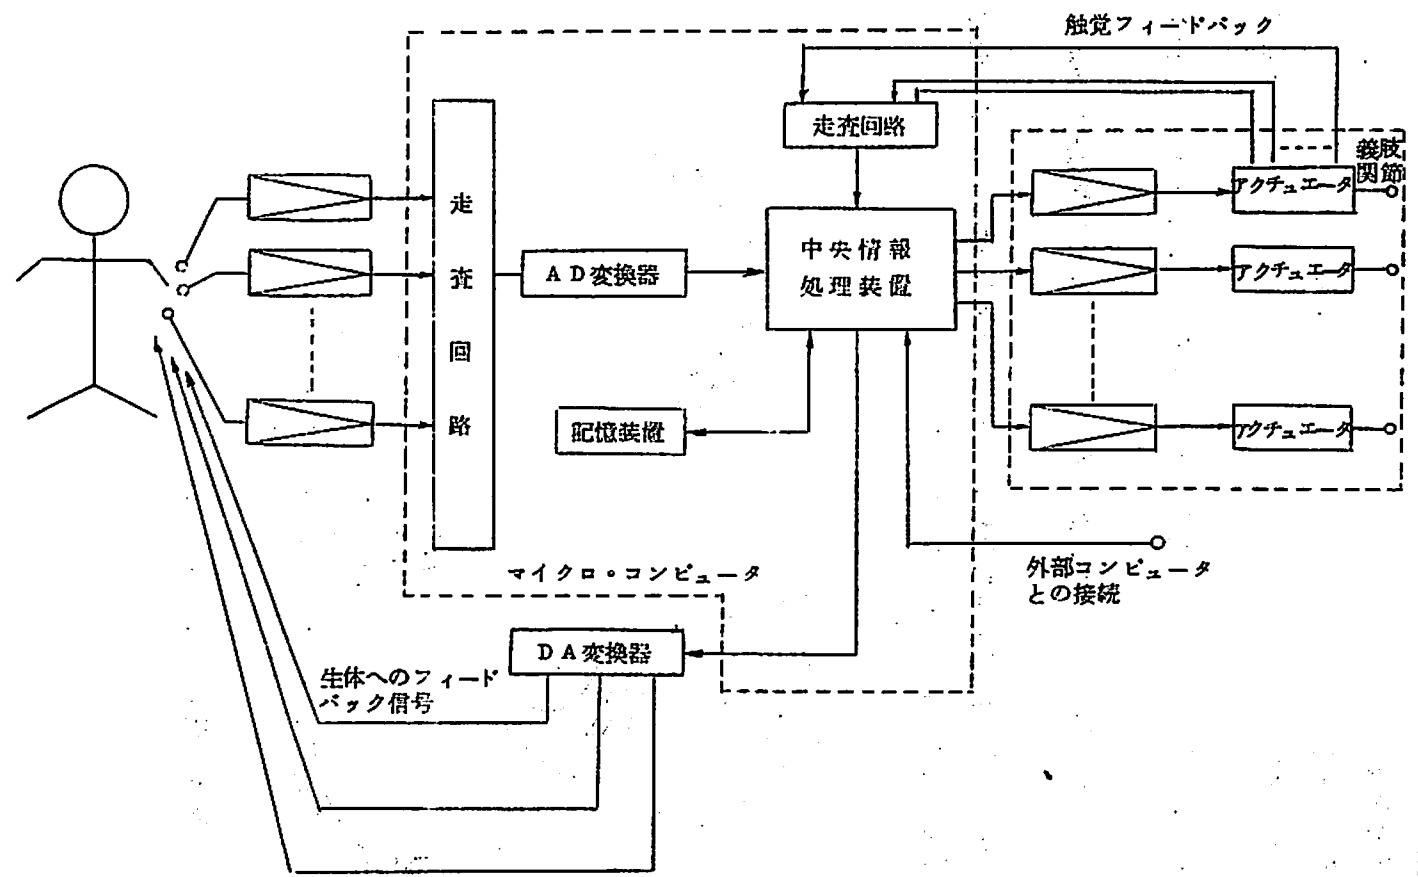 触覚フィードバック
走査回路
義肢
関節
アクチュエータ
走査回路
中央情報
処理装置
AD変換器
アクチュエータ
記憶装置
アクチュエータ
マイクロ・コンピュータ
外部コンピュータ
との接続
DA変換器
生体へのフィード
バック信号